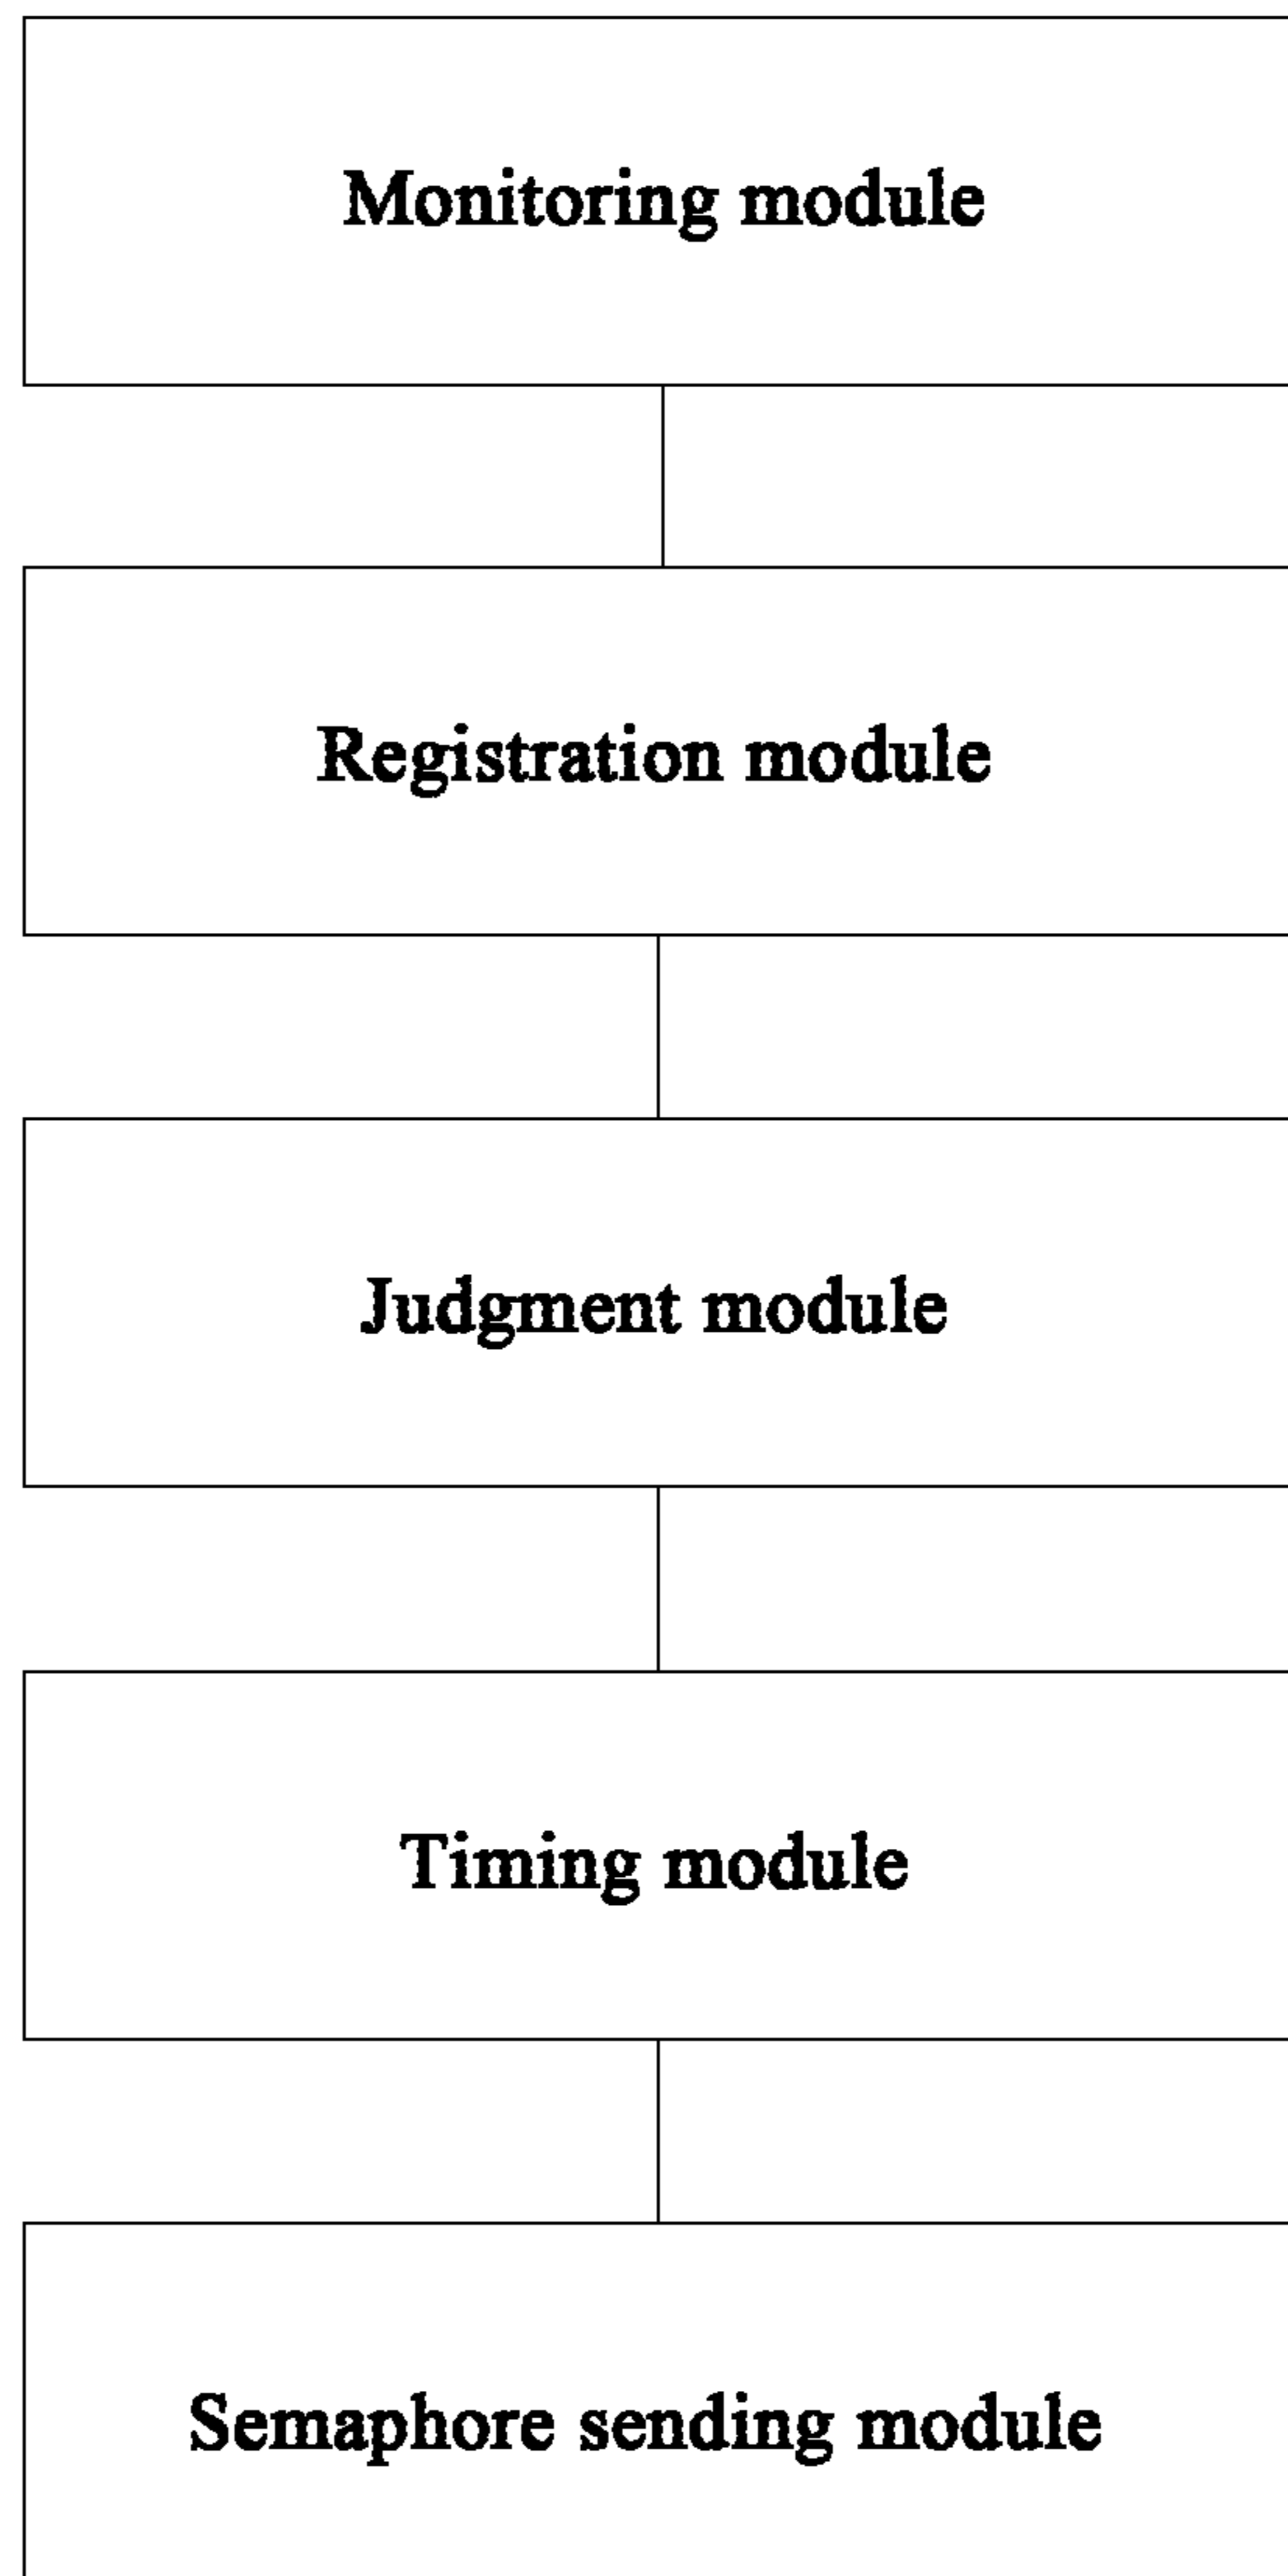 Monitoring module
Registration module
Judgment module
Timing module
Semaphore sending module